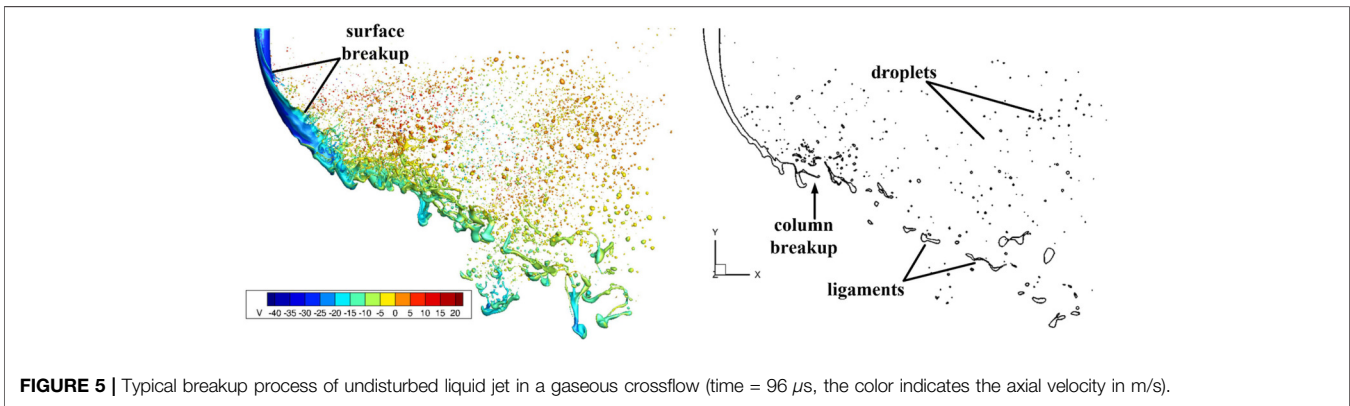 surface
breakup
V -40 -35 -30 -25 -20 -15 -10 -5 0 5 10 15 20
droplets
column
breakup
Y
Z X
ligaments
FIGURE 5 | Typical breakup process of undisturbed liquid jet in a gaseous crossflow (time = 96 μs, the color indicates the axial velocity in m/s).